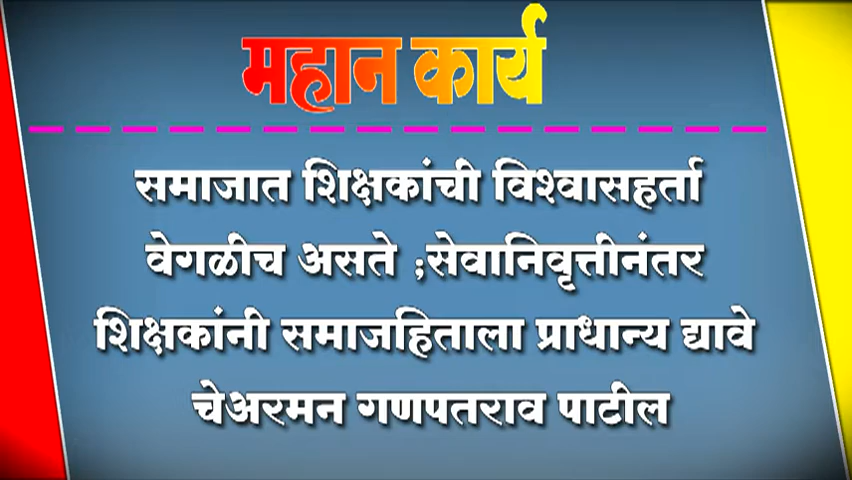 महान कार्य
समाजात शिक्षकांची विश्वासहर्ता
वेगळीच असते ;सेवानिवृत्तीनंतर
शिक्षकांनी समाजहिताला प्राधान्य द्यावे
चेअरमन गणपतराव पाटील